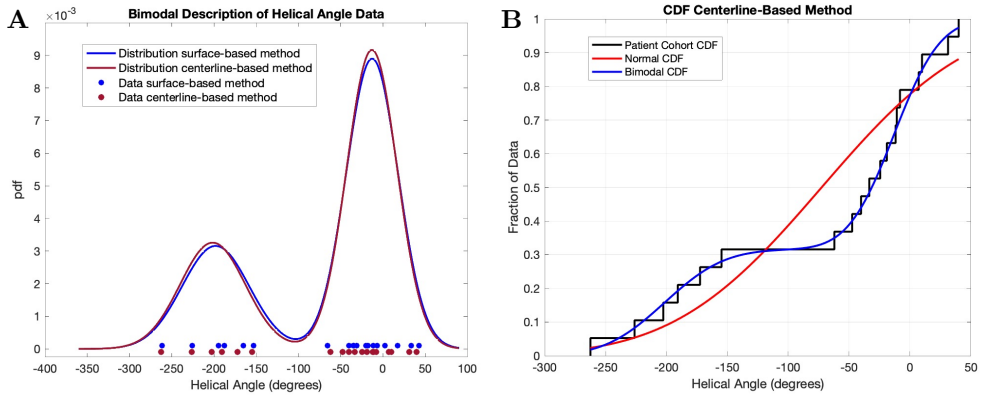 A
Bimodal Description of Helical Angle Data
×10⁻³
9
8
7
6
5
4
3
2
1
0
pdf
Distribution surface-based method
Distribution centerline-based method
Data surface-based method
Data centerline-based method
-400 -350 -300 -250 -200 -150 -100 -50 0 50 100
Helical Angle (degrees)
B
CDF Centerline-Based Method
1
0.9
0.8
0.7
0.6
0.5
0.4
0.3
0.2
0.1
0
Fraction of Data
Patient Cohort CDF
Normal CDF
Bimodal CDF
-300 -250 -200 -150 -100 -50 0
Helical Angle (degrees)